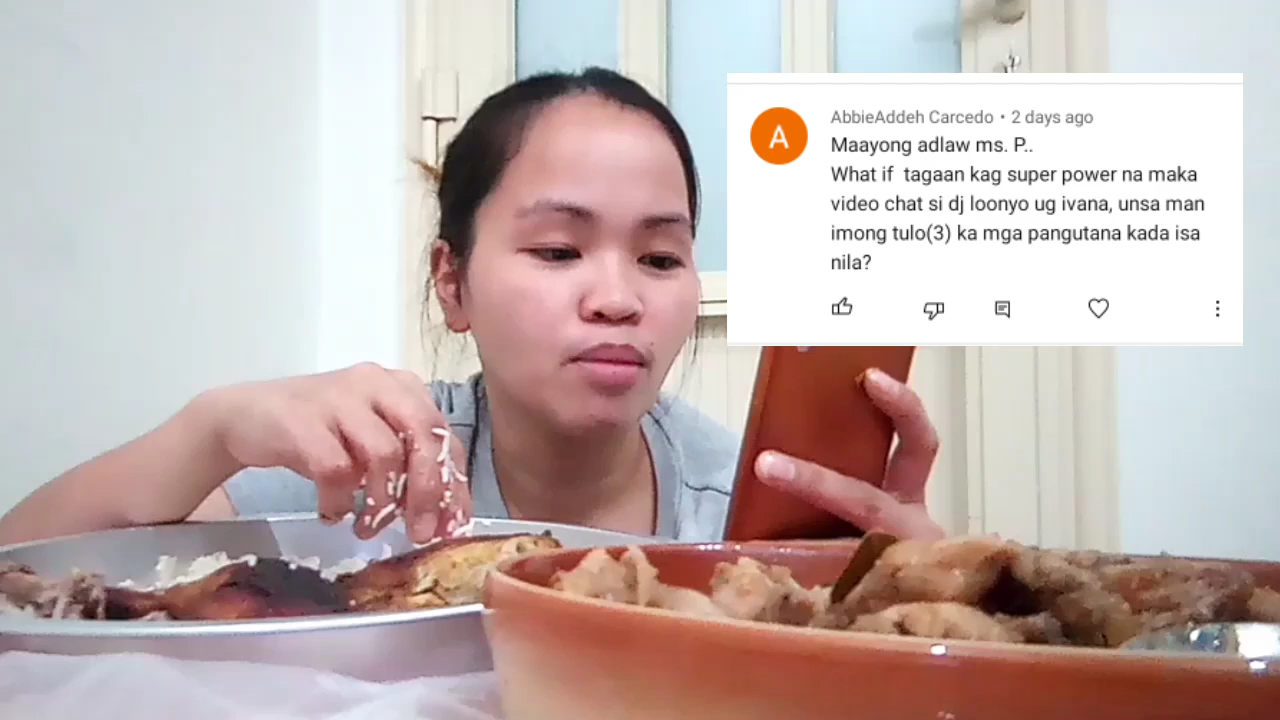 A
AbbieAddeh Carcedo • 2 days ago
Maayong adlaw ms. P..
What if tagaan kag super power na maka
video chat si dj loonyo ug ivana, unsa man
imong tulo(3) ka mga pangutana kada isa
nila?